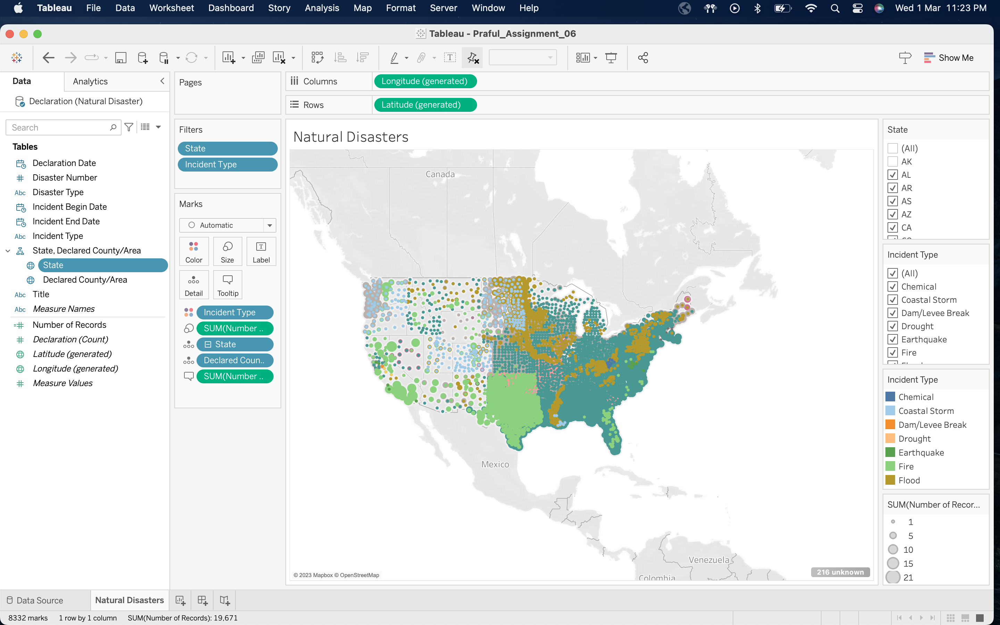 Tableau File Data Worksheet Dashboard Story Analysis Map Format Server Window Help Wed 1 Mar 11:23 PM
Tableau - Praful_Assignment_06
Show Me
Data Analytics
Declaration (Natural Disaster)
Search
Tables
Declaration Date
Disaster Number
Abc Disaster Type
Incident Begin Date
Incident End Date
Abc Incident Type
State, Declared County/Area
State
Declared County/Area
Abc Title
Abc Measure Names
Number of Records
Declaration (Count)
Latitude (generated)
Longitude (generated)
Measure Values
Pages
Filters
State
Incident Type
Marks
Automatic
Color Size Label
Detail Tooltip
Incident Type
SUM(Number ..
State
Declared Coun..
SUM(Number ..
Columns Longitude (generated)
Rows Latitude (generated)
Natural Disasters
Canada
Mexico
Venezuela
Colombia
© 2023 Mapbox © OpenStreetMap
216 unknown
State
(All)
AK
AL
AR
AS
AZ
CA
Incident Type
(All)
Chemical
Coastal Storm
Dam/Levee Break
Drought
Earthquake
Fire
Incident Type
Chemical
Coastal Storm
Dam/Levee Break
Drought
Earthquake
Fire
Flood
SUM(Number of Recor...
1
5
10
15
21
Data Source Natural Disasters
8332 marks 1 row by 1 column SUM(Number of Records): 19,671